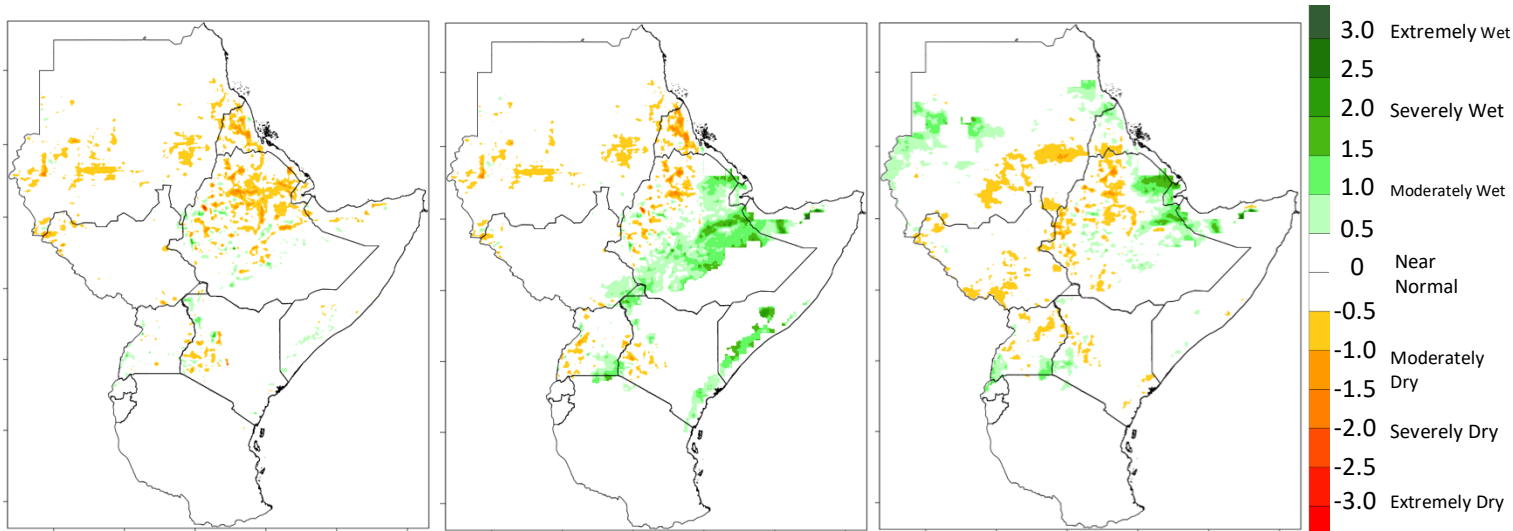 3.0 Extremely Wet
2.5
2.0 Severely Wet
1.5
1.0 Moderately Wet
0.5
0 Near
Normal
-0.5
-1.0 Moderately
Dry
-1.5
-2.0 Severely Dry
-2.5
-3.0 Extremely Dry